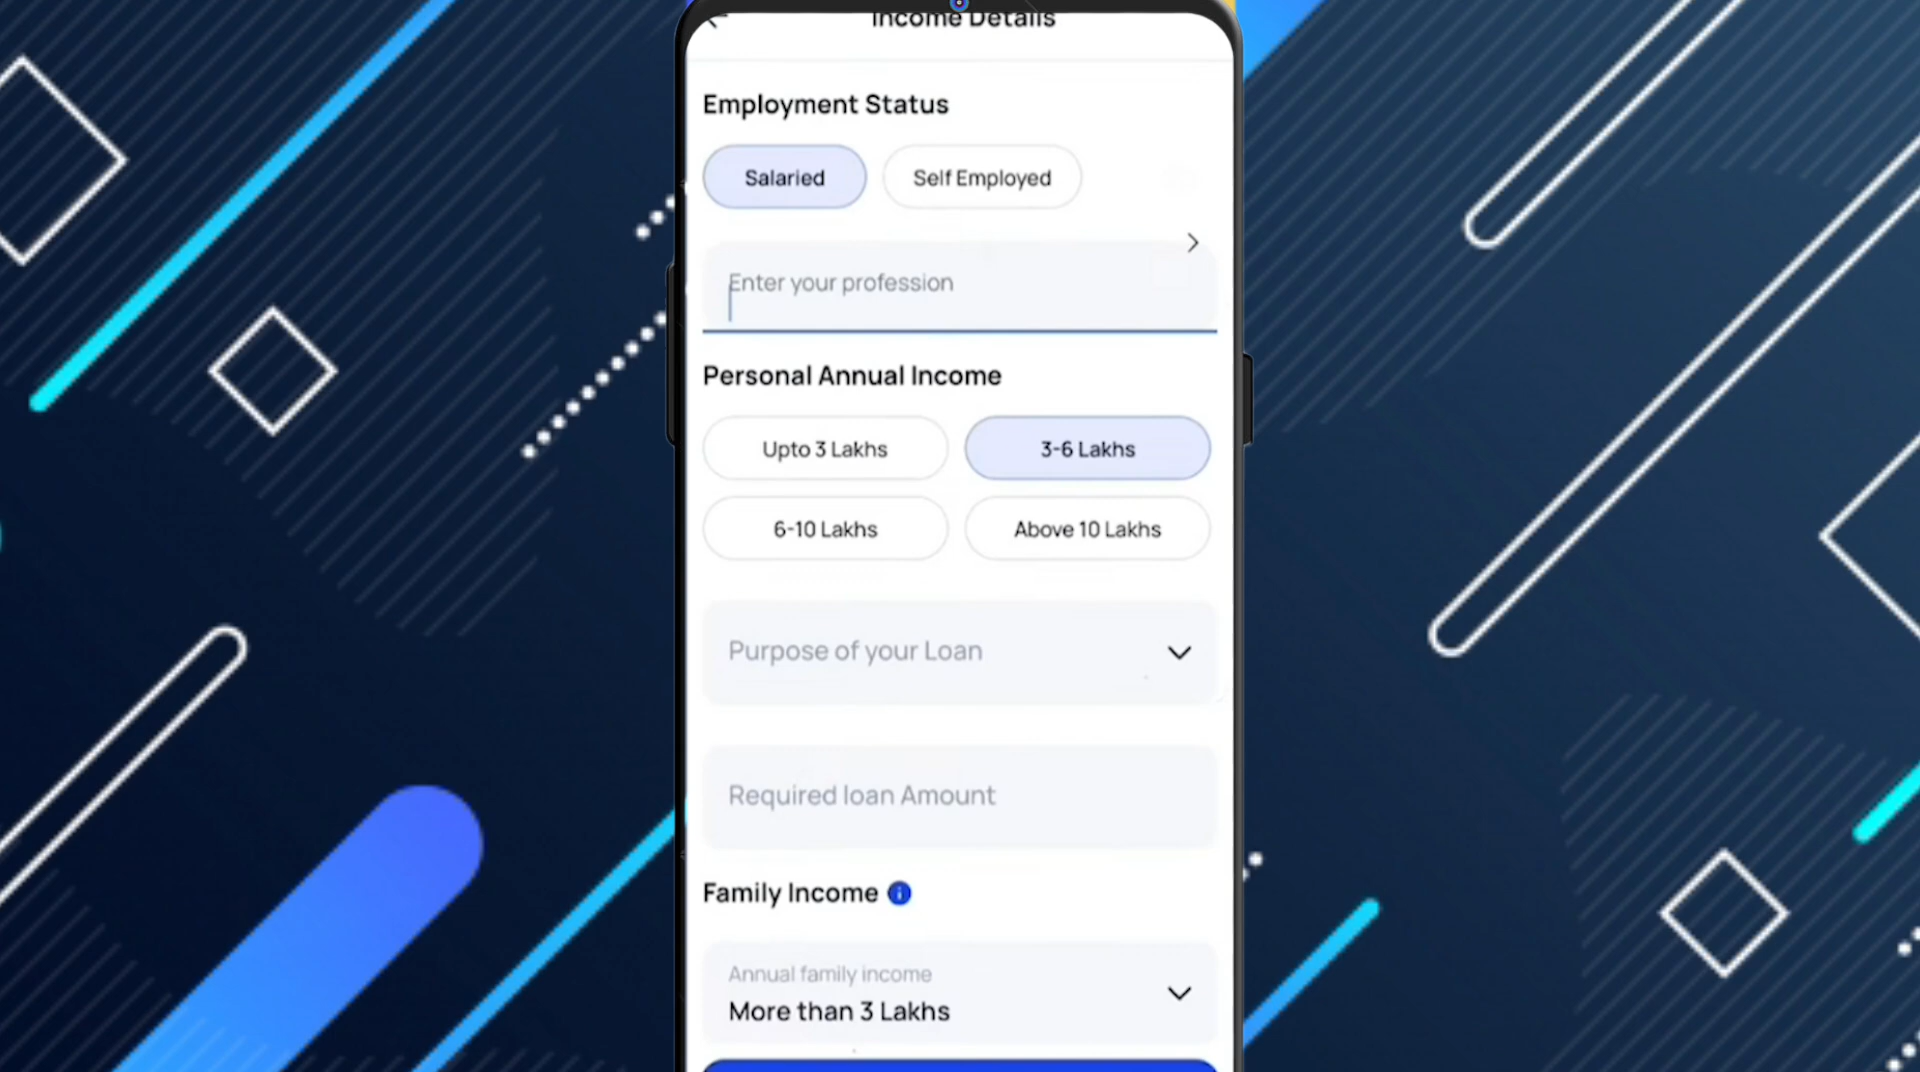 Income Details
Employment Status
Salaried
Self Employed
Enter your profession
Personal Annual Income
Upto 3 Lakhs
3-6 Lakhs
6-10 Lakhs
Above 10 Lakhs
Purpose of your Loan
Required loan Amount
Family Income
Annual family income
More than 3 Lakhs